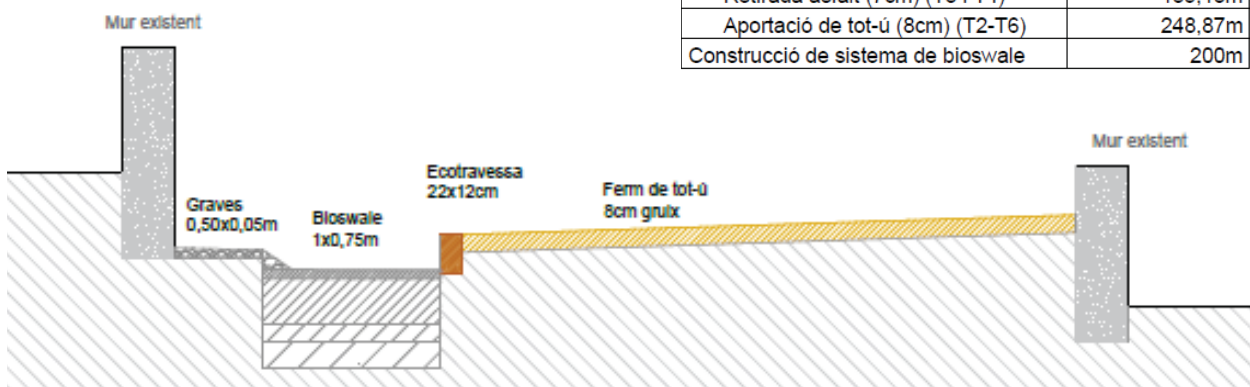 Mur existent
Aportació de tot-ú (8cm) (T2-T6) 248,87m
Construcció de sistema de bioswale 200m
Mur existent
Graves
0,50x0,05m
Bioswale
1x0,75m
Ecotravessa
22x12cm
Ferm de tot-ú
8cm gruix